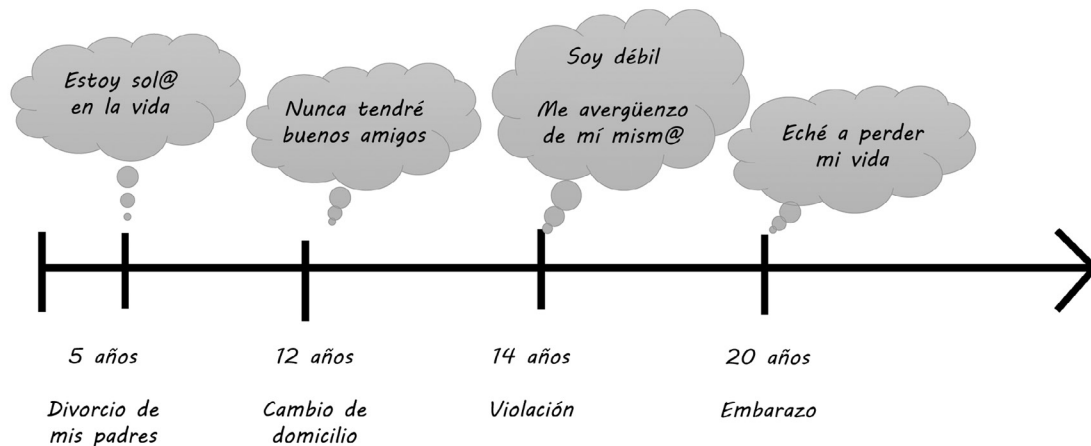 Estoy sol@
en la vida
Nunca tendré
buenos amigos
Soy débil
Me avergüenzo
de mí mism@
Eché a perder
mi vida
5 años
Divorcio de
mis padres
12 años
Cambio de
domicilio
14 años
Violación
20 años
Embarazo